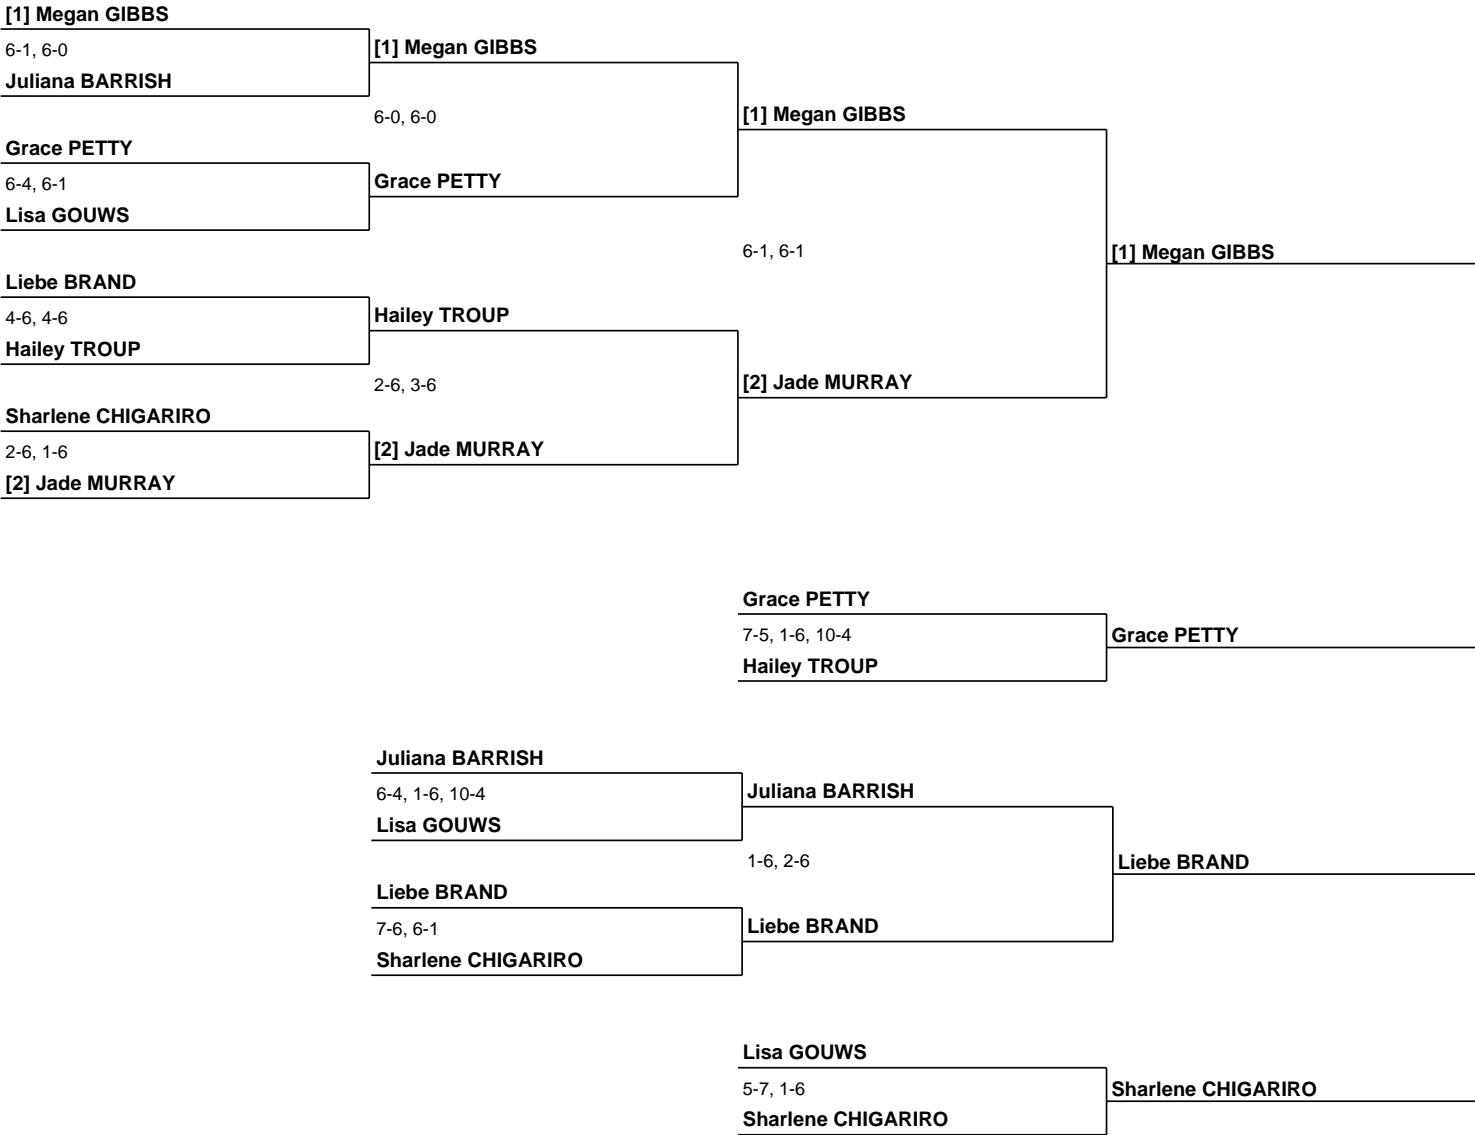 [1] Megan GIBBS
6-1, 6-0
[1] Megan GIBBS
Juliana BARRISH
6-0, 6-0
[1] Megan GIBBS
Grace PETTY
6-4, 6-1
Grace PETTY
Lisa GOUWS
6-1, 6-1
[1] Megan GIBBS
Liebe BRAND
4-6, 4-6
Hailey TROUP
Hailey TROUP
2-6, 3-6
[2] Jade MURRAY
Sharlene CHIGARIRO
2-6, 1-6
[2] Jade MURRAY
[2] Jade MURRAY
Grace PETTY
7-5, 1-6, 10-4
Grace PETTY
Hailey TROUP
Juliana BARRISH
6-4, 1-6, 10-4
Juliana BARRISH
Lisa GOUWS
1-6, 2-6
Liebe BRAND
Liebe BRAND
7-6, 6-1
Liebe BRAND
Sharlene CHIGARIRO
Lisa GOUWS
5-7, 1-6
Sharlene CHIGARIRO
Sharlene CHIGARIRO